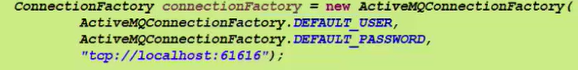 ConnectionFactory connectionFactory = new ActiveMQConnectionFactory(
ActiveMQConnectionFactory.DEFAULT_USER,
ActiveMQConnectionFactory.DEFAULT_PASSWORD,
"tcp://localhost:61616");